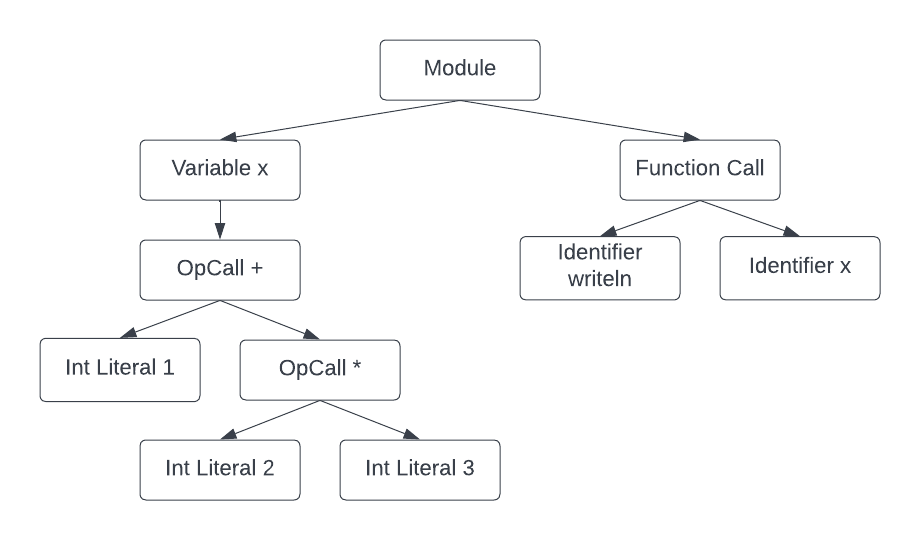 Module
Variable x
Function Call
OpCall +
Identifier
writeln
Identifier x
Int Literal 1
OpCall *
Int Literal 2
Int Literal 3